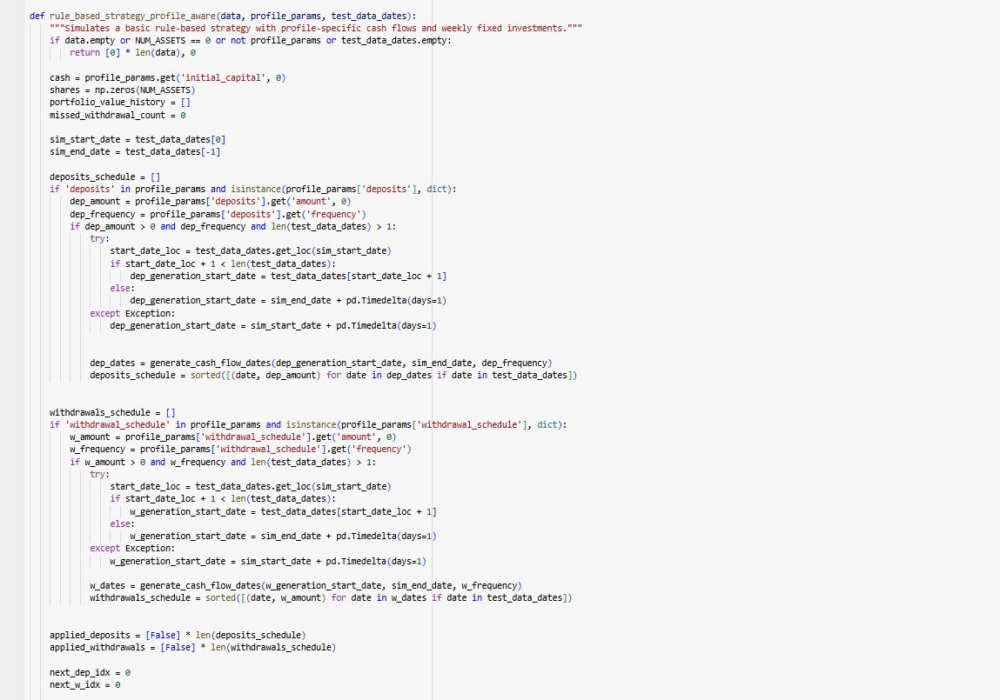 def rule_based_strategy_profile_aware(data, profile_params, test_data_dates):
    """Simulates a basic rule-based strategy with profile-specific cash flows and weekly fixed investments."""
    if data.empty or NUM_ASSETS == 0 or not profile_params or test_data_dates.empty:
        return [0] * len(data), 0

    cash = profile_params.get('initial_capital', 0)
    shares = np.zeros(NUM_ASSETS)
    portfolio_value_history = []
    missed_withdrawal_count = 0

    sim_start_date = test_data_dates[0]
    sim_end_date = test_data_dates[-1]

    deposits_schedule = []
    if 'deposits' in profile_params and isinstance(profile_params['deposits'], dict):
        dep_amount = profile_params['deposits'].get('amount', 0)
        dep_frequency = profile_params['deposits'].get('frequency')
        if dep_amount > 0 and dep_frequency and len(test_data_dates) > 1:
            try:
                start_date_loc = test_data_dates.get_loc(sim_start_date)
                if start_date_loc + 1 < len(test_data_dates):
                    dep_generation_start_date = test_data_dates[start_date_loc + 1]
                else:
                    dep_generation_start_date = sim_end_date + pd.Timedelta(days=1)
            except Exception:
                dep_generation_start_date = sim_start_date + pd.Timedelta(days=1)


            dep_dates = generate_cash_flow_dates(dep_generation_start_date, sim_end_date, dep_frequency)
            deposits_schedule = sorted([(date, dep_amount) for date in dep_dates if date in test_data_dates])


    withdrawals_schedule = []
    if 'withdrawal_schedule' in profile_params and isinstance(profile_params['withdrawal_schedule'], dict):
        w_amount = profile_params['withdrawal_schedule'].get('amount', 0)
        w_frequency = profile_params['withdrawal_schedule'].get('frequency')
        if w_amount > 0 and w_frequency and len(test_data_dates) > 1:
            try:
                start_date_loc = test_data_dates.get_loc(sim_start_date)
                if start_date_loc + 1 < len(test_data_dates):
                    w_generation_start_date = test_data_dates[start_date_loc + 1]
                else:
                    w_generation_start_date = sim_end_date + pd.Timedelta(days=1)
            except Exception:
                w_generation_start_date = sim_start_date + pd.Timedelta(days=1)

            w_dates = generate_cash_flow_dates(w_generation_start_date, sim_end_date, w_frequency)
            withdrawals_schedule = sorted([(date, w_amount) for date in w_dates if date in test_data_dates])


    applied_deposits = [False] * len(deposits_schedule)
    applied_withdrawals = [False] * len(withdrawals_schedule)

    next_dep_idx = 0
    next_w_idx = 0